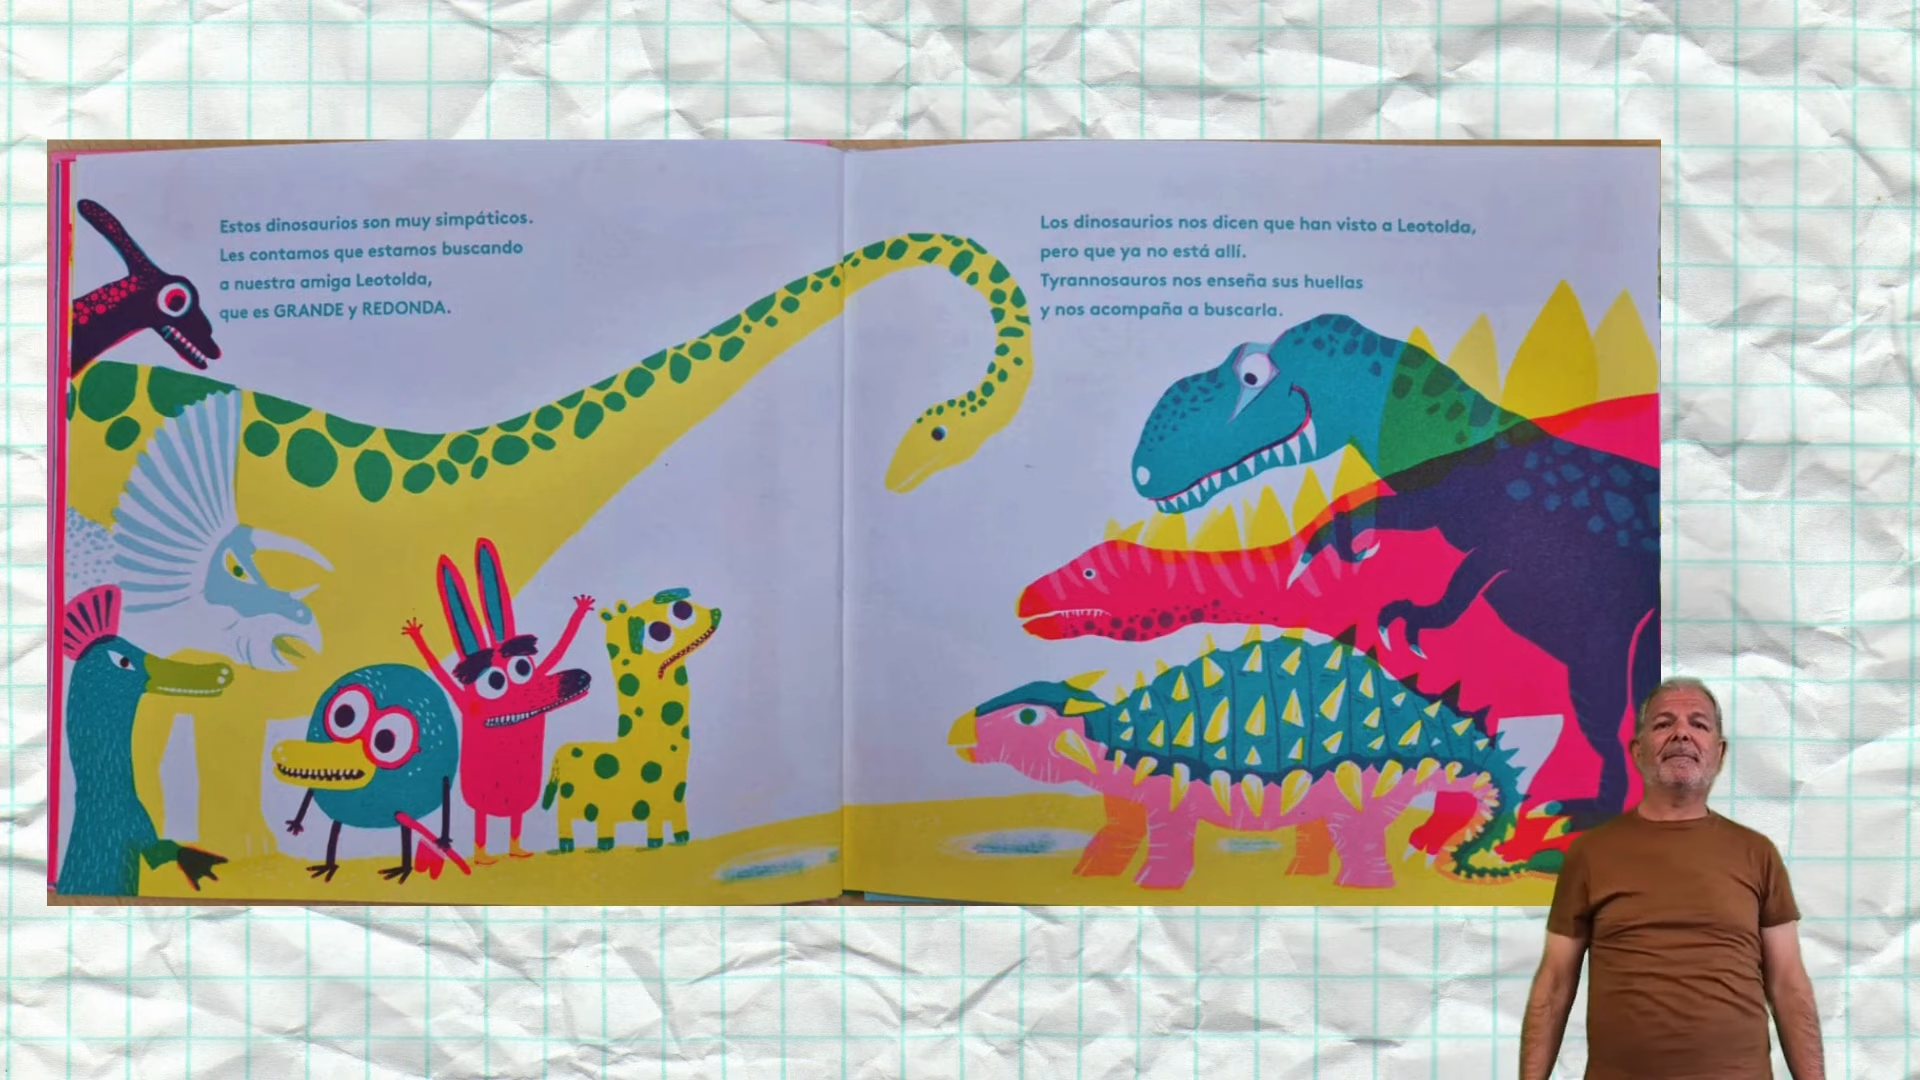 Estos dinosaurios son muy simpáticos.
Les contamos que estamos buscando
a nuestra amiga Leotolda,
que es GRANDE y REDONDA.
Los dinosaurios nos dicen que han visto a Leotolda,
pero que ya no está allí.
Tyrannosauros nos enseña sus huellas
y nos acompaña a buscarla.